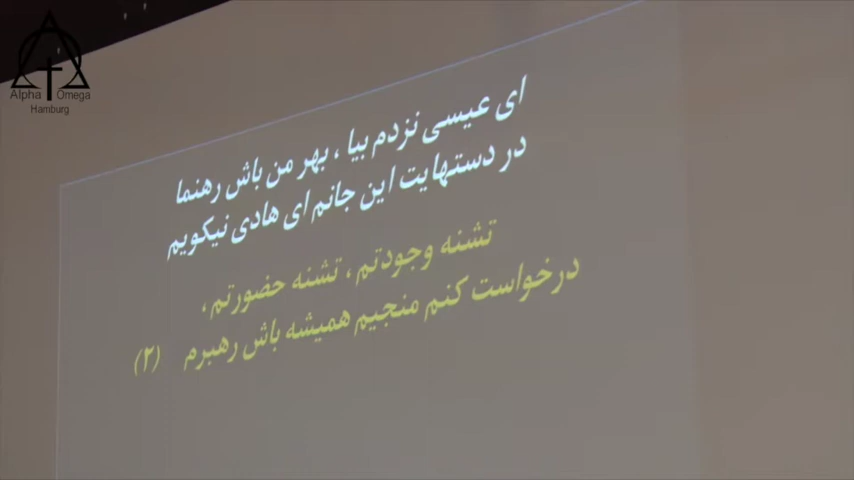 Alpha Omega
Hamburg
ای عیسی نزدم بیا ، بهر من باش رهنما
در دستهایت این جانم ای هادی نیکویم
تشنه وجودتم ، تشنه حضورتم ،
درخواست کنم منجیم همیشه باش رهبرم (۲)